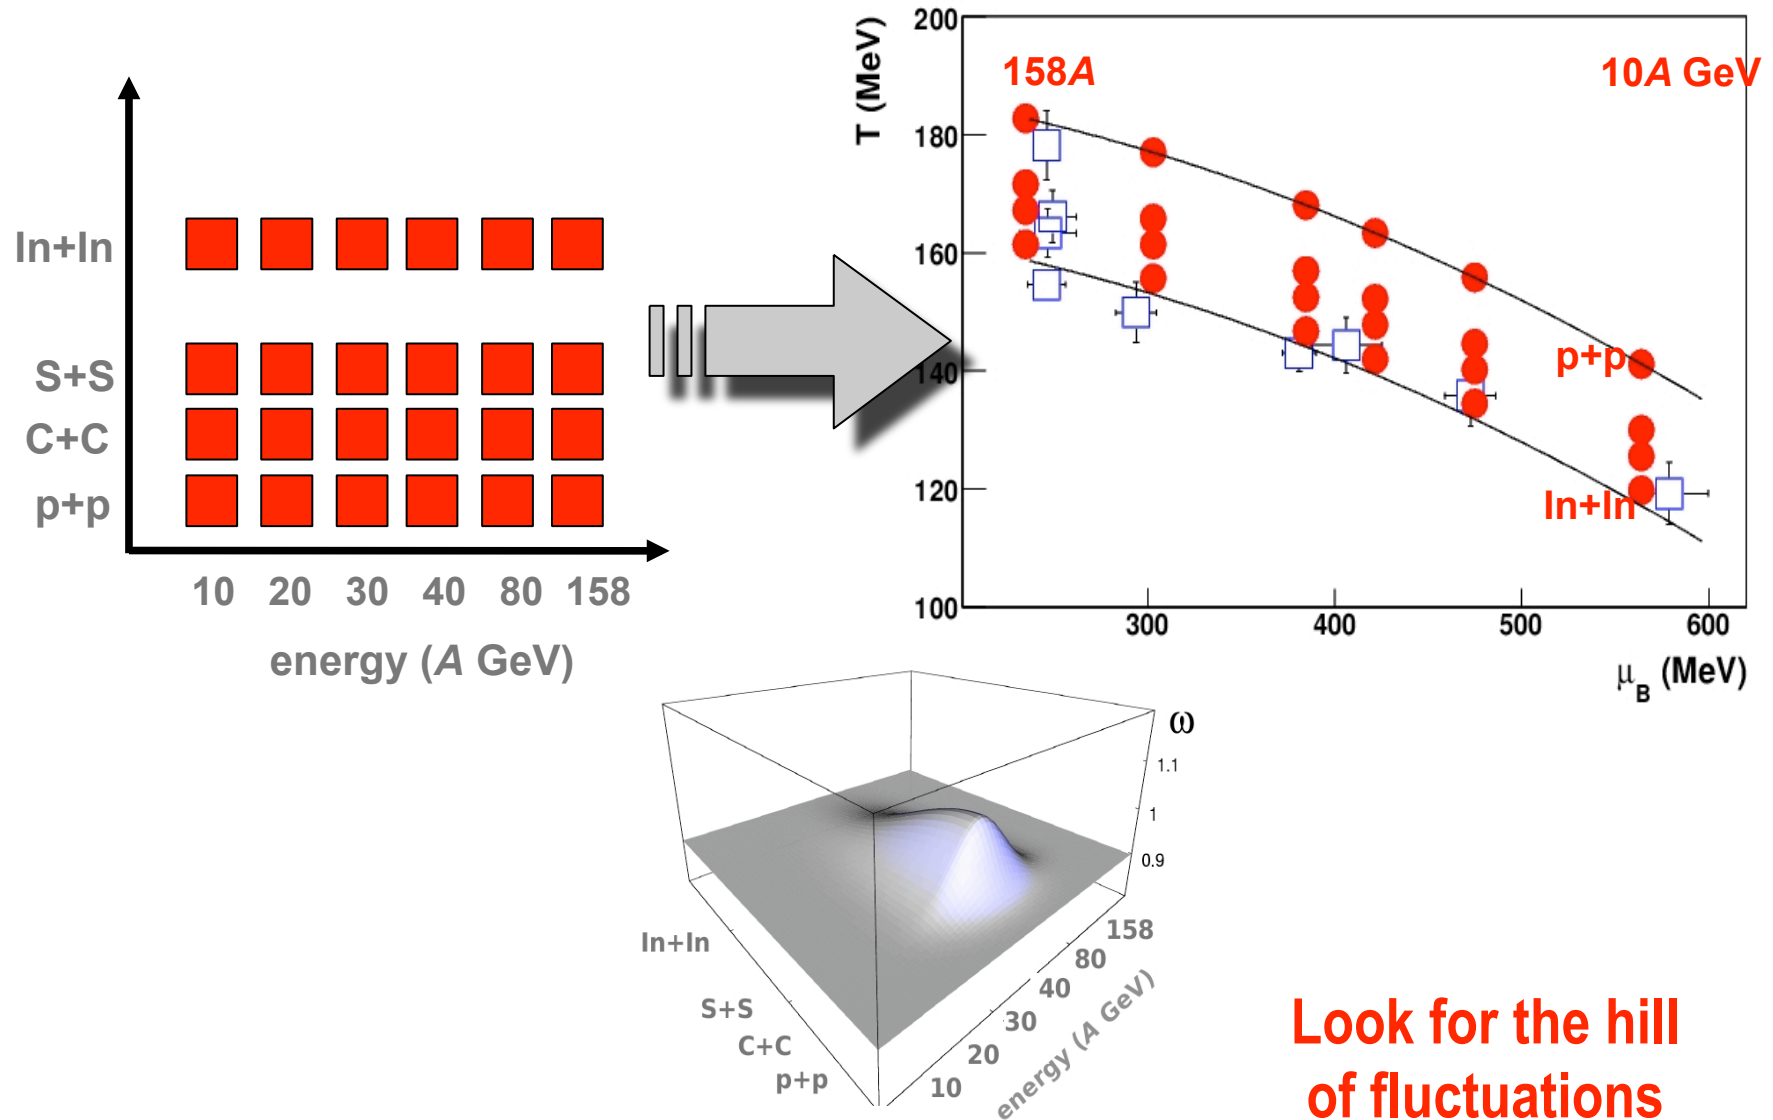 In+In
S+S
C+C
p+p
10 20 30 40 80 158
energy (A GeV)
T (MeV)
200
180
160
140
120
100
158A
10A GeV
p+p
In+In
300 400 500 600
μB (MeV)
ω
1.1
1
0.9
In+In
S+S
C+C
p+p
158
80
40
30
20
10
energy (A GeV)
Look for the hill
of fluctuations